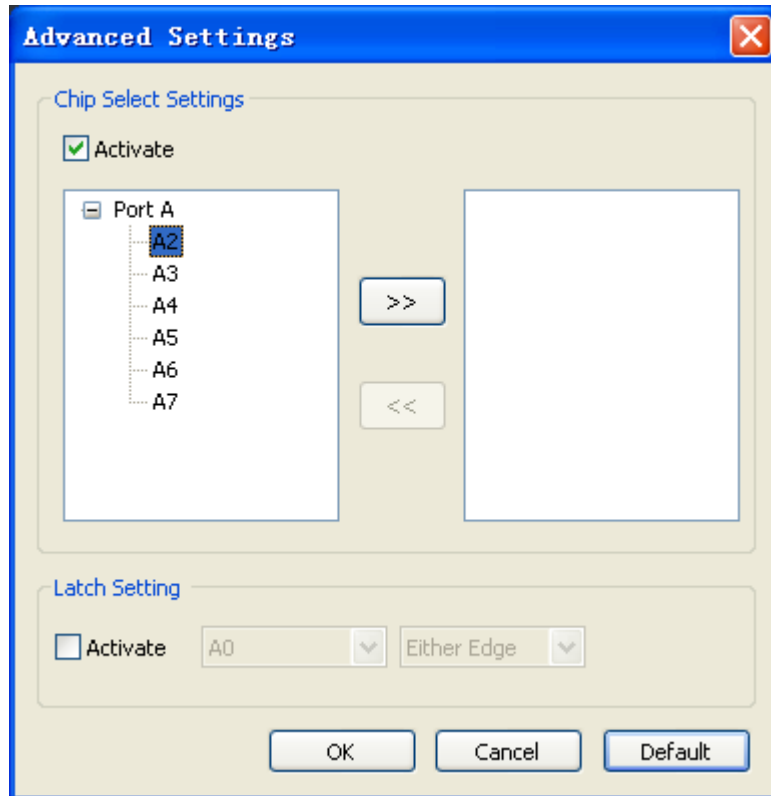 Advanced Settings
Chip Select Settings
Activate
Port A
A2
A3
A4
A5
A6
A7
>>
<<
Latch Setting
Activate A0 Either Edge
OK Cancel Default